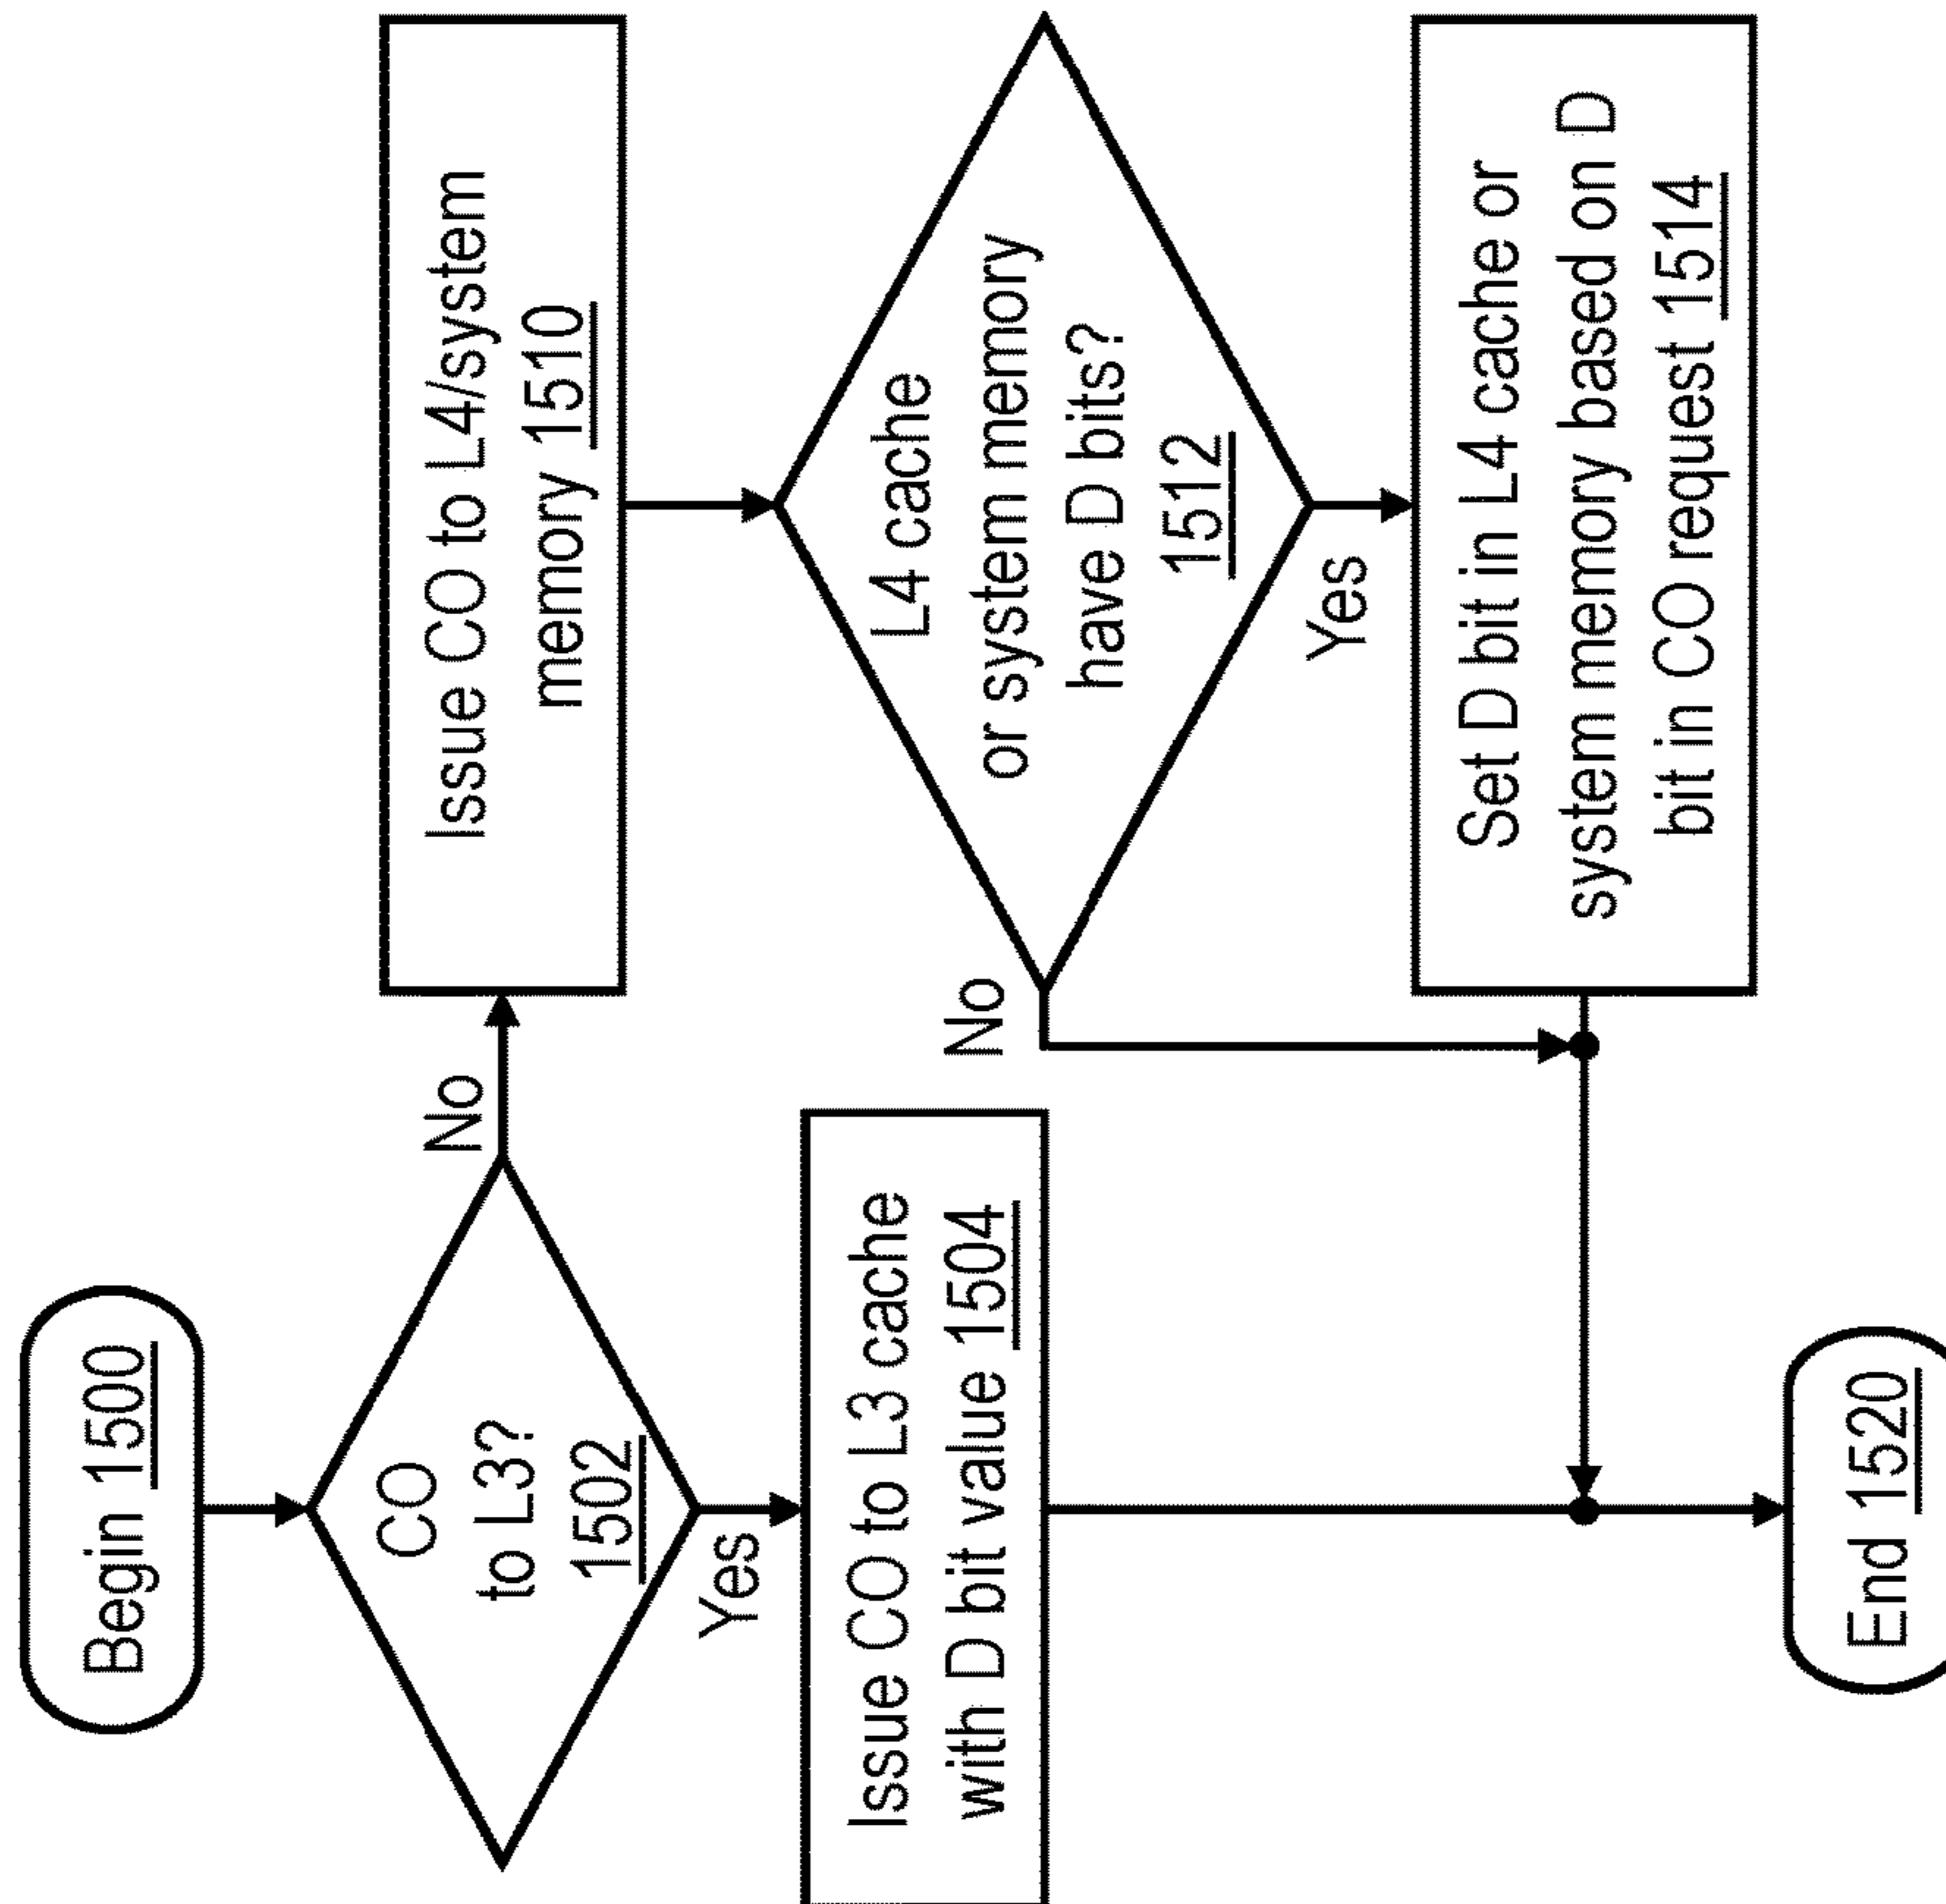 Begin 1500
CO
to L3?
1502
No
Yes
Issue CO to L3 cache
with D bit value 1504
Issue CO to L4/system
memory 1510
L4 cache
or system memory
have D bits?
1512
No
Yes
Set D bit in L4 cache or
system memory based on D
bit in CO request 1514
End 1520